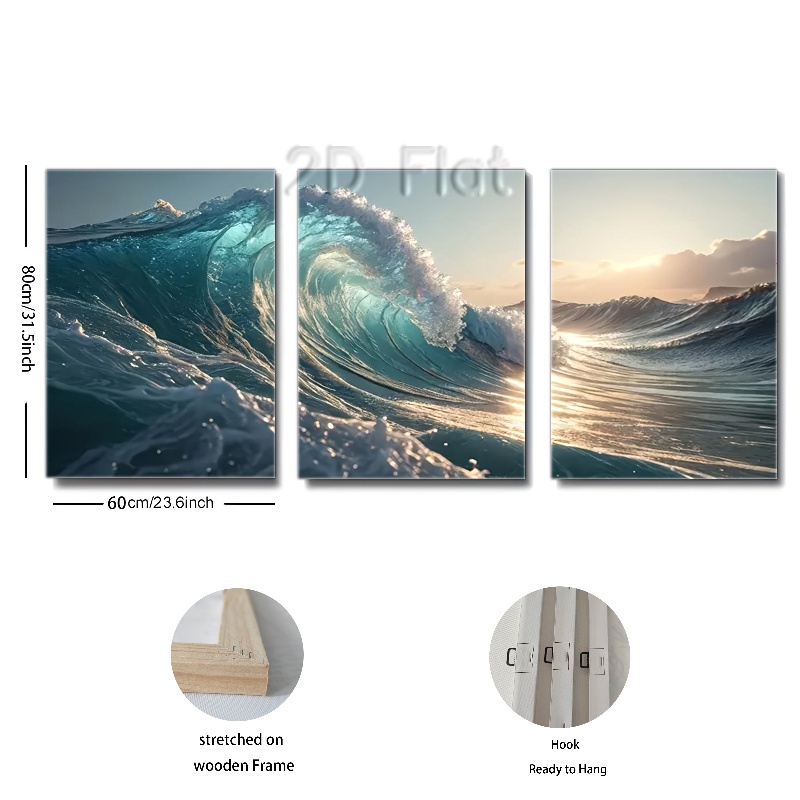 2D Flat
80cm/31.5inch
60cm/23.6inch
stretched on
wooden Frame
Hook
Ready to Hang